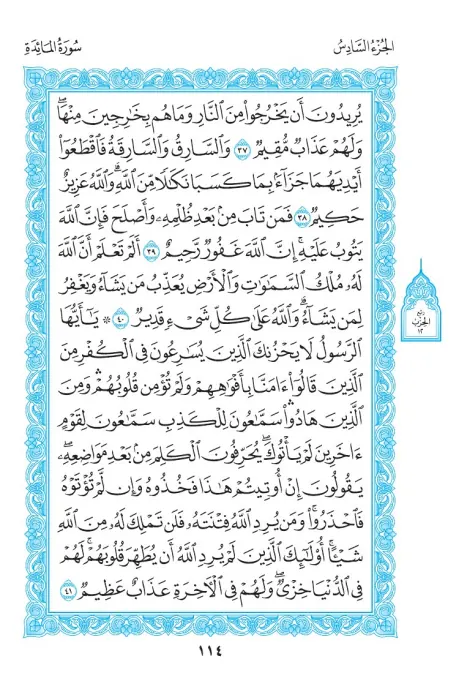 الجُزْءُ السَّادِسُ
سُورَةُ المَائِدَةِ
يُرِيدُونَ أَن يَخْرُجُوا۟ مِنَ ٱلنَّارِ وَمَا هُم بِخَٰرِجِينَ مِنْهَا ۖ
وَلَهُمْ عَذَابٌ مُّقِيمٌ ٣٧ وَٱلسَّارِقُ وَٱلسَّارِقَةُ فَٱقْطَعُوٓا۟
أَيْدِيَهُمَا جَزَآءًۢ بِمَا كَسَبَا نَكَٰلًا مِّنَ ٱللَّهِ ۗ وَٱللَّهُ عَزِيزٌ
حَكِيمٌ ٣٨ فَمَن تَابَ مِنۢ بَعْدِ ظُلْمِهِۦ وَأَصْلَحَ فَإِنَّ ٱللَّهَ
يَتُوبُ عَلَيْهِ ۗ إِنَّ ٱللَّهَ غَفُورٌ رَّحِيمٌ ٣٩ أَلَمْ تَعْلَمْ أَنَّ ٱللَّهَ
لَهُۥ مُلْكُ ٱلسَّمَٰوَٰتِ وَٱلْأَرْضِ يُعَذِّبُ مَن يَشَآءُ وَيَغْفِرُ
لِمَن يَشَآءُ ۗ وَٱللَّهُ عَلَىٰ كُلِّ شَىْءٍ قَدِيرٌ ٤٠ ۞ يَٰٓأَيُّهَا
ٱلرَّسُولُ لَا يَحْزُنكَ ٱلَّذِينَ يُسَٰرِعُونَ فِى ٱلْكُفْرِ مِنَ
ٱلَّذِينَ قَالُوٓا۟ ءَامَنَّا بِأَفْوَٰهِهِمْ وَلَمْ تُؤْمِن قُلُوبُهُمْ ۛ وَمِنَ
ٱلَّذِينَ هَادُوا۟ ۛ سَمَّٰعُونَ لِلْكَذِبِ سَمَّٰعُونَ لِقَوْمٍ
ءَاخَرِينَ لَمْ يَأْتُوكَ ۖ يُحَرِّفُونَ ٱلْكَلِمَ مِنۢ بَعْدِ مَوَاضِعِهِۦ ۖ
يَقُولُونَ إِنْ أُوتِيتُمْ هَٰذَا فَخُذُوهُ وَإِن لَّمْ تُؤْتَوْهُ
فَٱحْذَرُوا۟ ۚ وَمَن يُرِدِ ٱللَّهُ فِتْنَتَهُۥ فَلَن تَمْلِكَ لَهُۥ مِنَ ٱللَّهِ
شَيْـًٔا ۚ أُو۟لَٰٓئِكَ ٱلَّذِينَ لَمْ يُرِدِ ٱللَّهُ أَن يُطَهِّرَ قُلُوبَهُمْ ۚ لَهُمْ
فِى ٱلدُّنْيَا خِزْىٌ ۖ وَلَهُمْ فِى ٱلْءَاخِرَةِ عَذَابٌ عَظِيمٌ ٤١
رُبْع
الحِزْب
١٢
١١٤